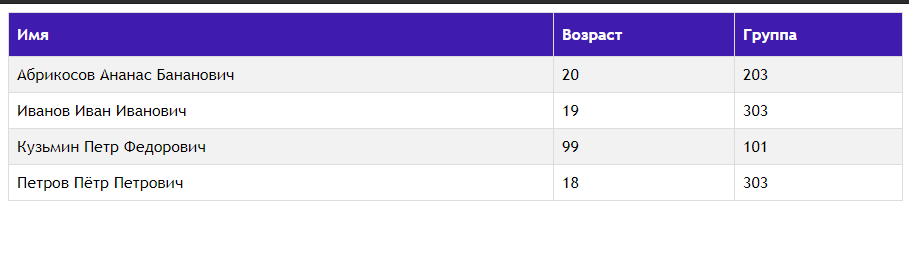 Имя Возраст Группа
Абрикосов Ананас Бананович 20 203
Иванов Иван Иванович 19 303
Кузьмин Петр Федорович 99 101
Петров Пётр Петрович 18 303